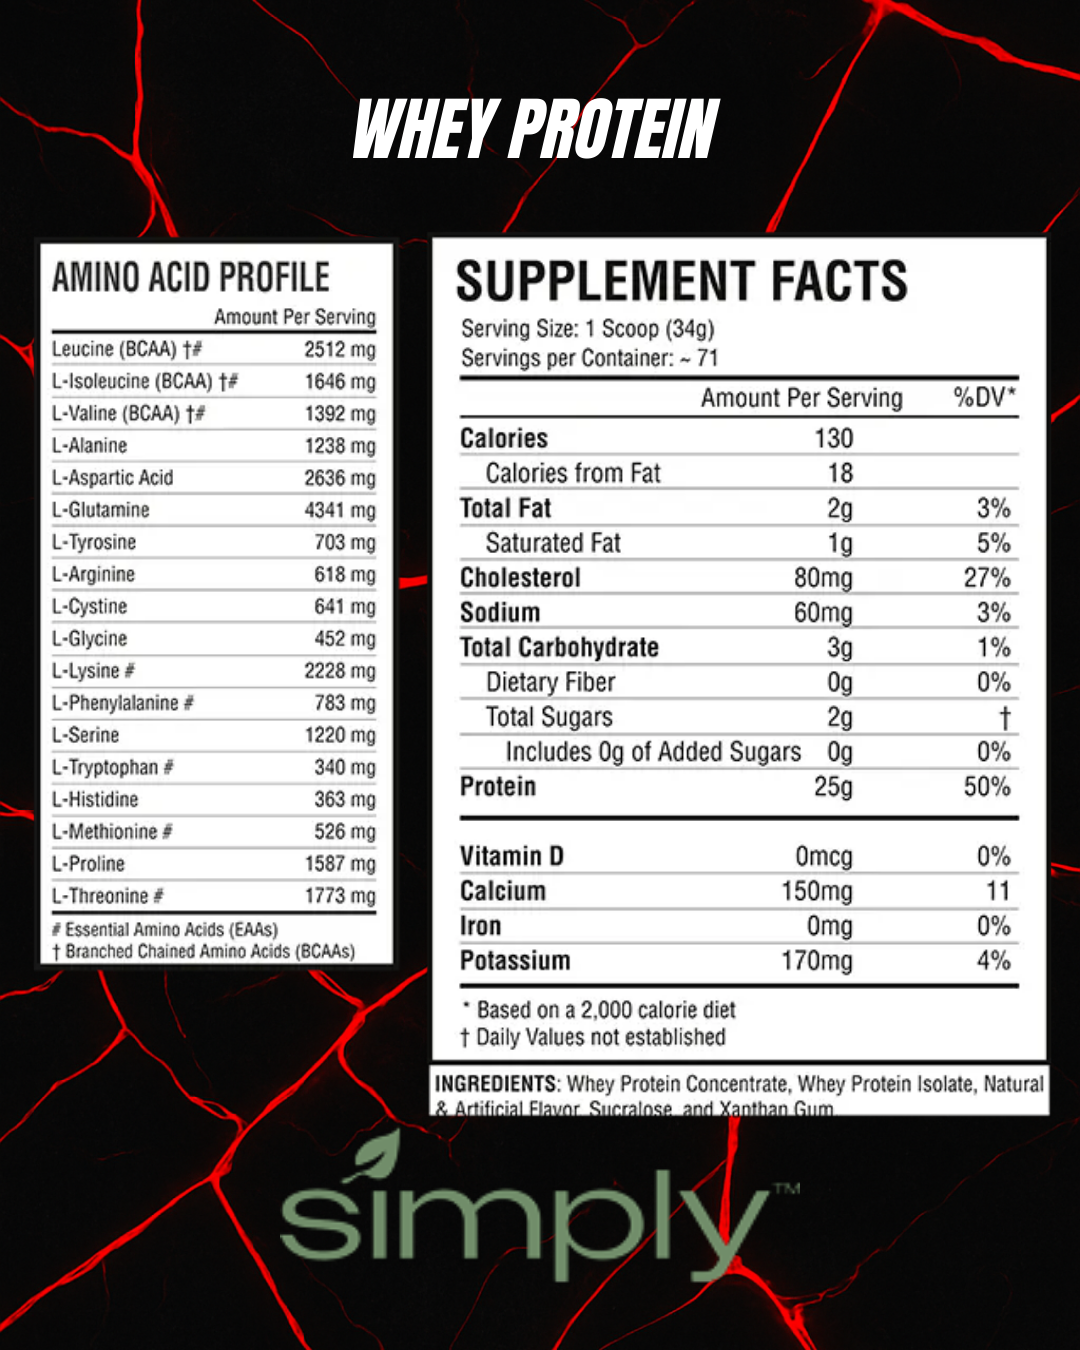 WHEY PROTEIN
AMINO ACID PROFILE
Amount Per Serving
Leucine (BCAA) †# 2512 mg
L-Isoleucine (BCAA) †# 1646 mg
L-Valine (BCAA) †# 1392 mg
L-Alanine 1238 mg
L-Aspartic Acid 2636 mg
L-Glutamine 4341 mg
L-Tyrosine 703 mg
L-Arginine 618 mg
L-Cystine 641 mg
L-Glycine 452 mg
L-Lysine # 2228 mg
L-Phenylalanine # 783 mg
L-Serine 1220 mg
L-Tryptophan # 340 mg
L-Histidine 363 mg
L-Methionine # 526 mg
L-Proline 1587 mg
L-Threonine # 1773 mg
# Essential Amino Acids (EAAs)
† Branched Chained Amino Acids (BCAAs)
SUPPLEMENT FACTS
Serving Size: 1 Scoop (34g)
Servings per Container: ~ 71
Amount Per Serving %DV*
Calories 130
Calories from Fat 18
Total Fat 2g 3%
Saturated Fat 1g 5%
Cholesterol 80mg 27%
Sodium 60mg 3%
Total Carbohydrate 3g 1%
Dietary Fiber 0g 0%
Total Sugars 2g †
Includes 0g of Added Sugars 0g 0%
Protein 25g 50%
Vitamin D 0mcg 0%
Calcium 150mg 11
Iron 0mg 0%
Potassium 170mg 4%
* Based on a 2,000 calorie diet
† Daily Values not established
INGREDIENTS: Whey Protein Concentrate, Whey Protein Isolate, Natural
& Artificial Flavor, Sucralose, and Xanthan Gum
simply™